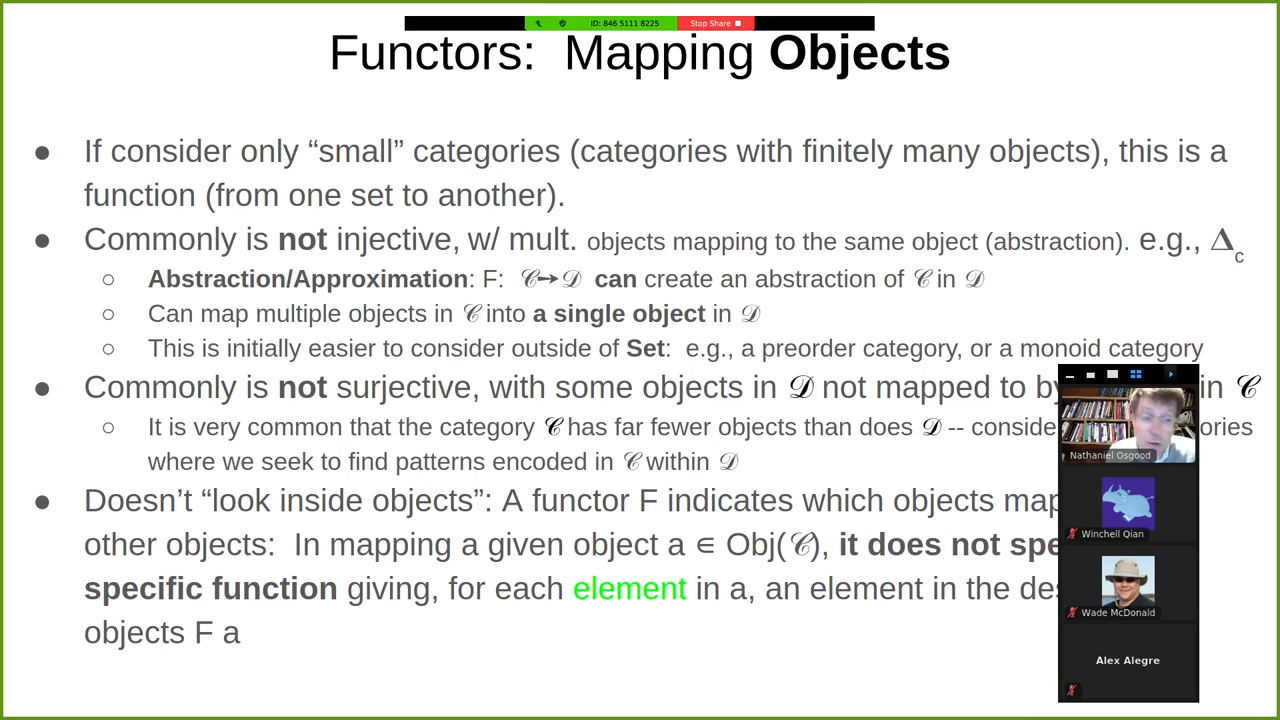 ID: 846 5111 8225 Stop Share
Functors: Mapping Objects
● If consider only “small” categories (categories with finitely many objects), this is a
function (from one set to another).
● Commonly is not injective, w/ mult. objects mapping to the same object (abstraction). e.g., Δc
○ Abstraction/Approximation: F: 𝒞➙𝒟 can create an abstraction of 𝒞 in 𝒟
○ Can map multiple objects in 𝒞 into a single object in 𝒟
○ This is initially easier to consider outside of Set: e.g., a preorder category, or a monoid category
● Commonly is not surjective, with some objects in 𝒟 not mapped to by in 𝒞
○ It is very common that the category 𝒞 has far fewer objects than does 𝒟 -- conside ories
where we seek to find patterns encoded in 𝒞 within 𝒟
● Doesn’t “look inside objects”: A functor F indicates which objects map
other objects: In mapping a given object a ∊ Obj(𝒞), it does not spe
specific function giving, for each element in a, an element in the des
objects F a
Nathaniel Osgood
Winchell Qian
Wade McDonald
Alex Alegre